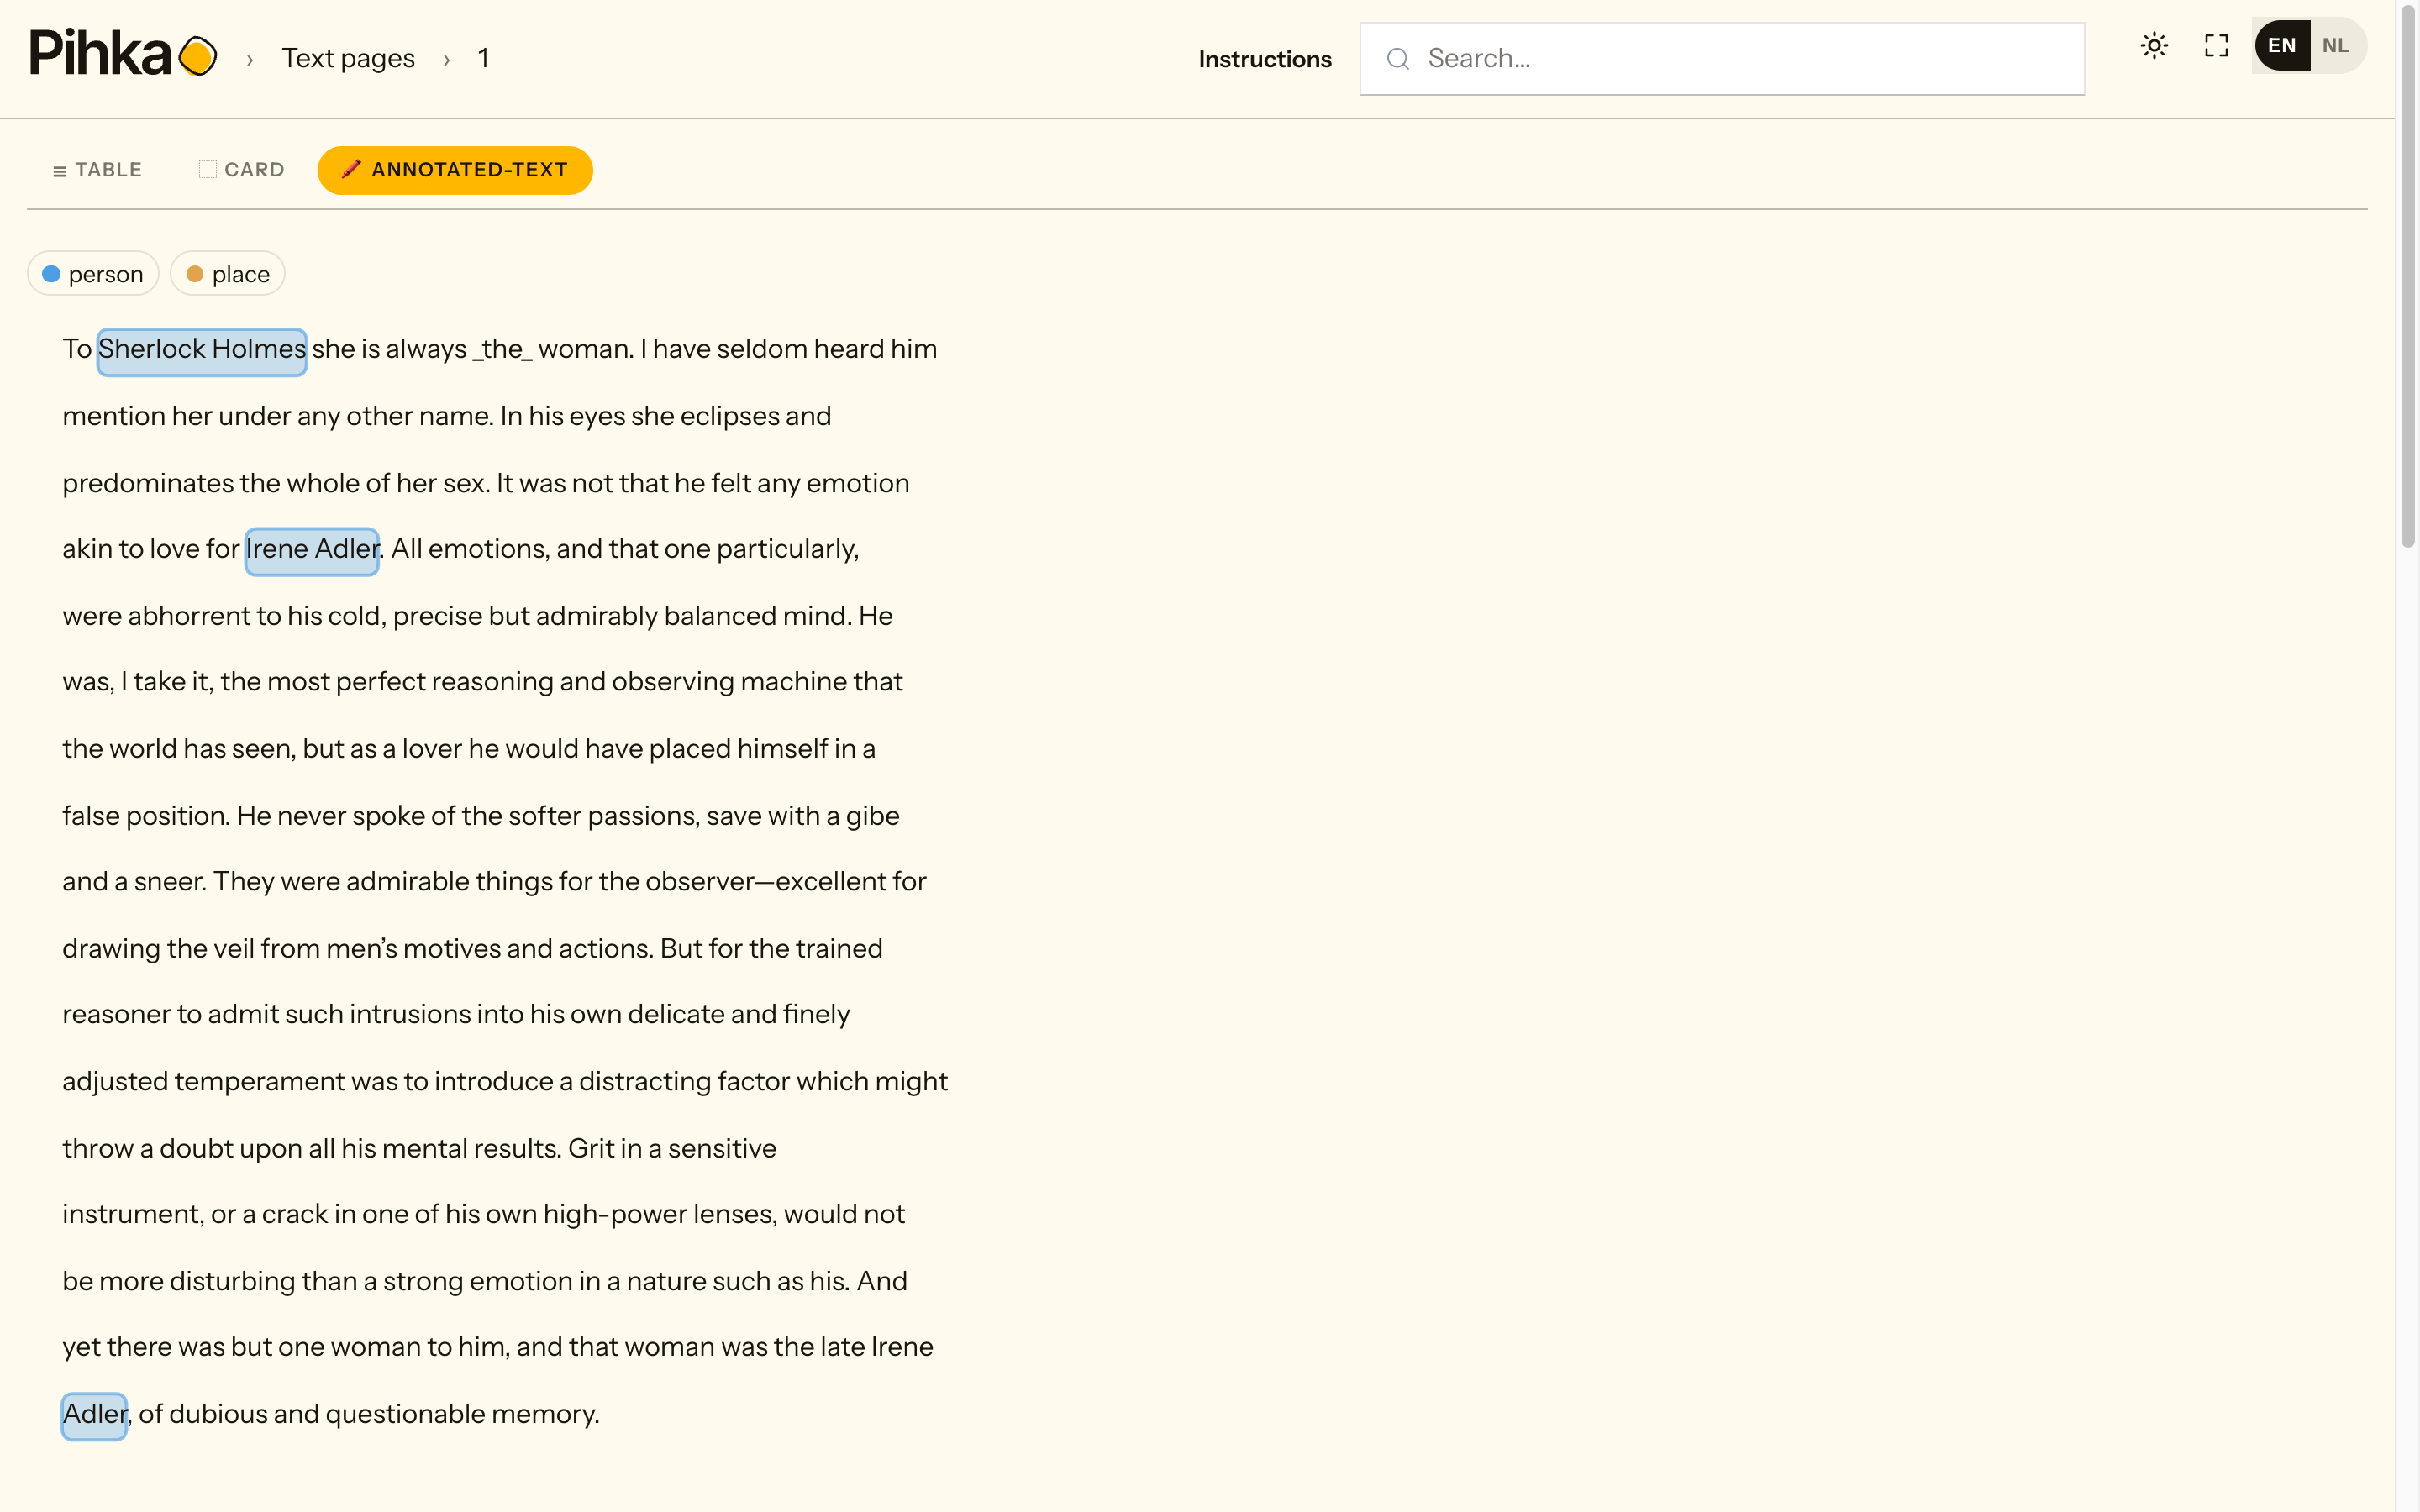 Pihka › Text pages › 1
Instructions
Search...
EN NL
TABLE CARD ANNOTATED-TEXT
person place
To Sherlock Holmes she is always _the_ woman. I have seldom heard him
mention her under any other name. In his eyes she eclipses and
predominates the whole of her sex. It was not that he felt any emotion
akin to love for Irene Adler. All emotions, and that one particularly,
were abhorrent to his cold, precise but admirably balanced mind. He
was, I take it, the most perfect reasoning and observing machine that
the world has seen, but as a lover he would have placed himself in a
false position. He never spoke of the softer passions, save with a gibe
and a sneer. They were admirable things for the observer—excellent for
drawing the veil from men’s motives and actions. But for the trained
reasoner to admit such intrusions into his own delicate and finely
adjusted temperament was to introduce a distracting factor which might
throw a doubt upon all his mental results. Grit in a sensitive
instrument, or a crack in one of his own high-power lenses, would not
be more disturbing than a strong emotion in a nature such as his. And
yet there was but one woman to him, and that woman was the late Irene
Adler, of dubious and questionable memory.